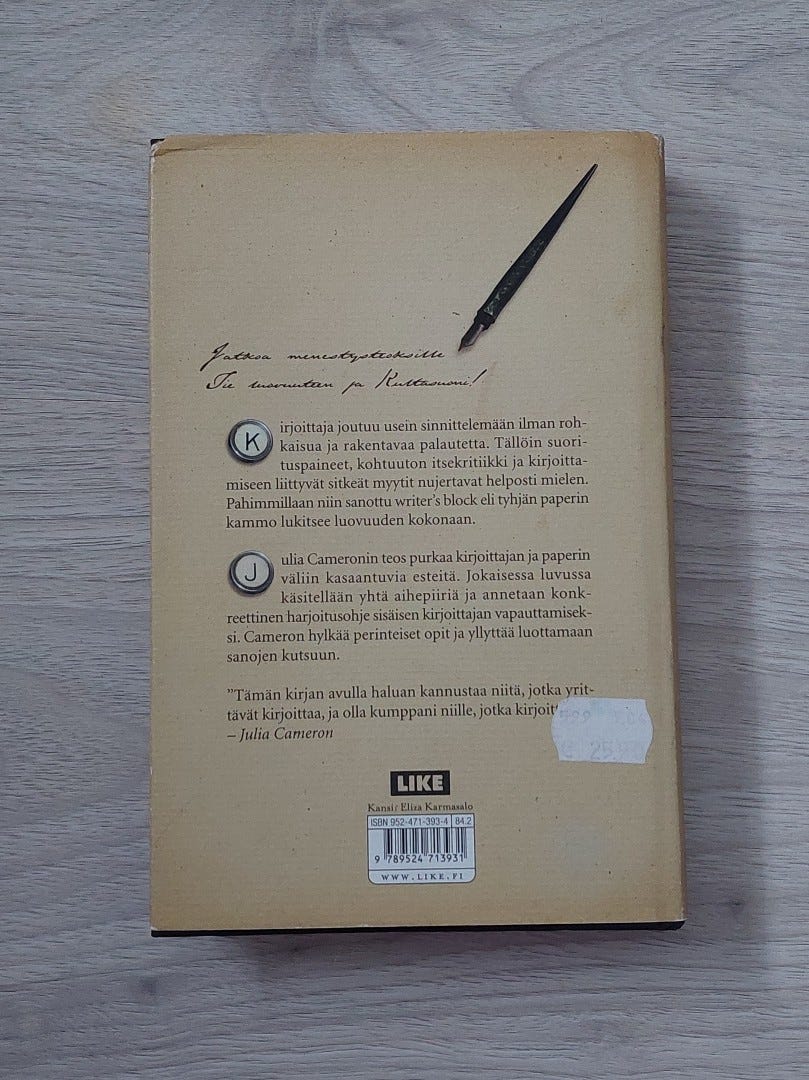 Jatkoa menestysteoksille
Tie luovuuteen ja Kultasuoni!
Kirjoittaja joutuu usein sinnittelemään ilman roh-
kaisua ja rakentavaa palautetta. Tällöin suori-
tuspaineet, kohtuuton itsekritiikki ja kirjoitta-
miseen liittyvät sitkeät myytit nujertavat helposti mielen.
Pahimmillaan niin sanottu writer's block eli tyhjän paperin
kammo lukitsee luovuuden kokonaan.
Julia Cameronin teos purkaa kirjoittajan ja paperin
väliin kasaantuvia esteitä. Jokaisessa luvussa
käsitellään yhtä aihepiiriä ja annetaan konk-
reettinen harjoitusohje sisäisen kirjoittajan vapauttamisek-
si. Cameron hylkää perinteiset opit ja yllyttää luottamaan
sanojen kutsuun.
”Tämän kirjan avulla haluan kannustaa niitä, jotka yrit-
tävät kirjoittaa, ja olla kumppani niille, jotka
– Julia Cameron
LIKE
Kansi: Eliza Karmasalo
ISBN 952-471-393-4 84.2
9 789524 713931
WWW.LIKE.FI